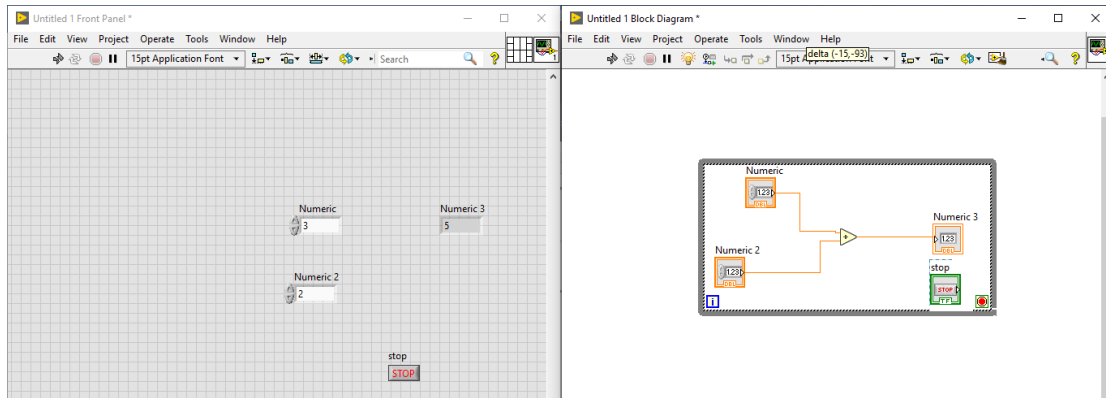 Untitled 1 Front Panel *
File Edit View Project Operate Tools Window Help
15pt Application Font
Search
1
Numeric
3
Numeric 3
5
Numeric 2
2
stop
STOP
Untitled 1 Block Diagram *
File Edit View Project Operate Tools Window Help
delta (-15,-93)
15pt
Numeric
123
DBL
Numeric 3
123
DBL
Numeric 2
123
DBL
stop
STOP
TF
i